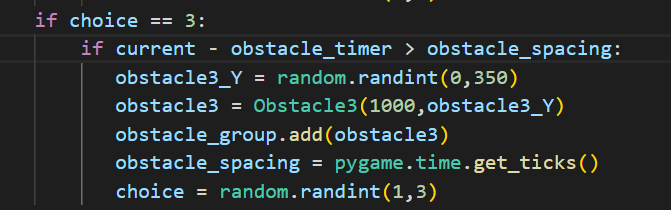 if choice == 3:
if current - obstacle_timer > obstacle_spacing:
obstacle3_Y = random.randint(0,350)
obstacle3 = Obstacle3(1000,obstacle3_Y)
obstacle_group.add(obstacle3)
obstacle_spacing = pygame.time.get_ticks()
choice = random.randint(1,3)